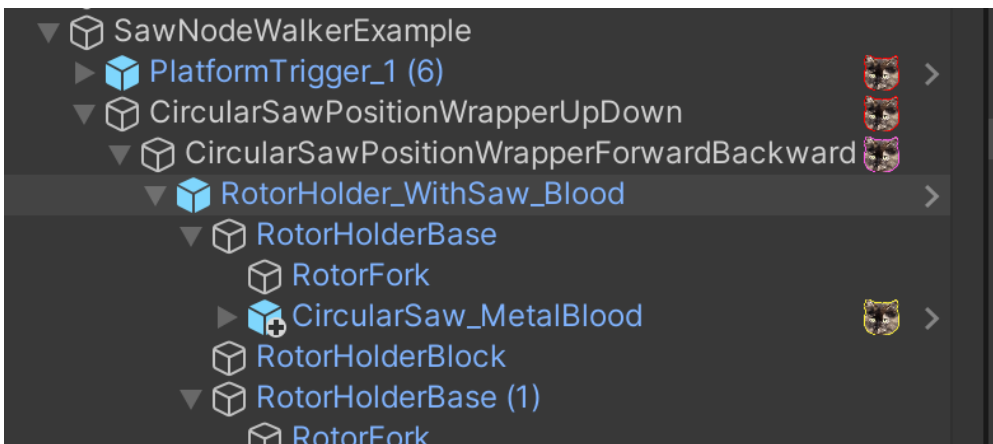 SawNodeWalkerExample
PlatformTrigger_1 (6)
CircularSawPositionWrapperUpDown
CircularSawPositionWrapperForwardBackward
RotorHolder_WithSaw_Blood
RotorHolderBase
RotorFork
CircularSaw_MetalBlood
RotorHolderBlock
RotorHolderBase (1)
RotorFork